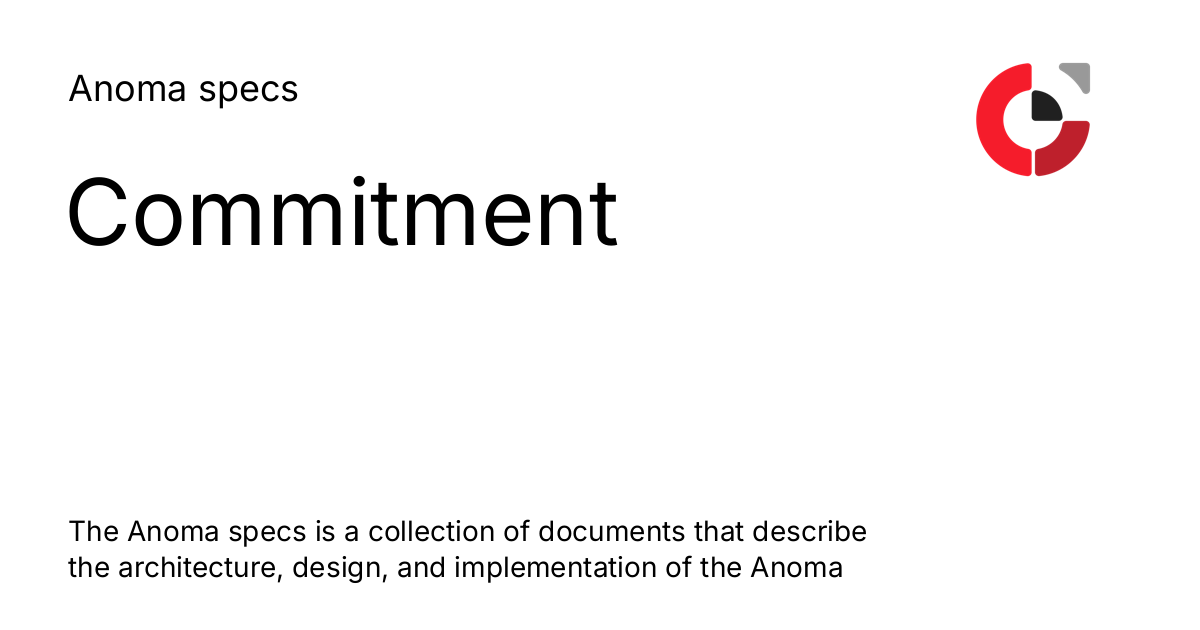 Anoma specs
Commitment
The Anoma specs is a collection of documents that describe
the architecture, design, and implementation of the Anoma